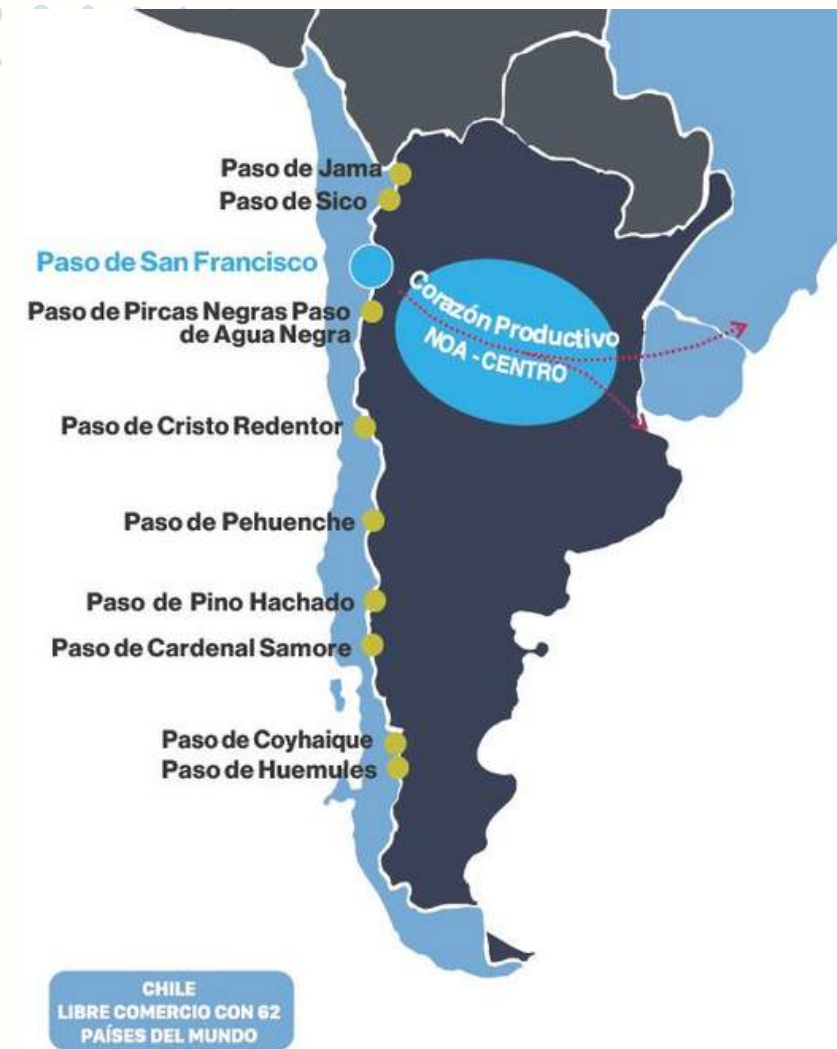 Paso de Jama
Paso de Sico
Paso de San Francisco
Paso de Pircas Negras Paso
de Agua Negra
Corazón Productivo
NOA - CENTRO
Paso de Cristo Redentor
Paso de Pehuenche
Paso de Pino Hachado
Paso de Cardenal Samore
Paso de Coyhaique
Paso de Huemules
CHILE
LIBRE COMERCIO CON 62
PAÍSES DEL MUNDO